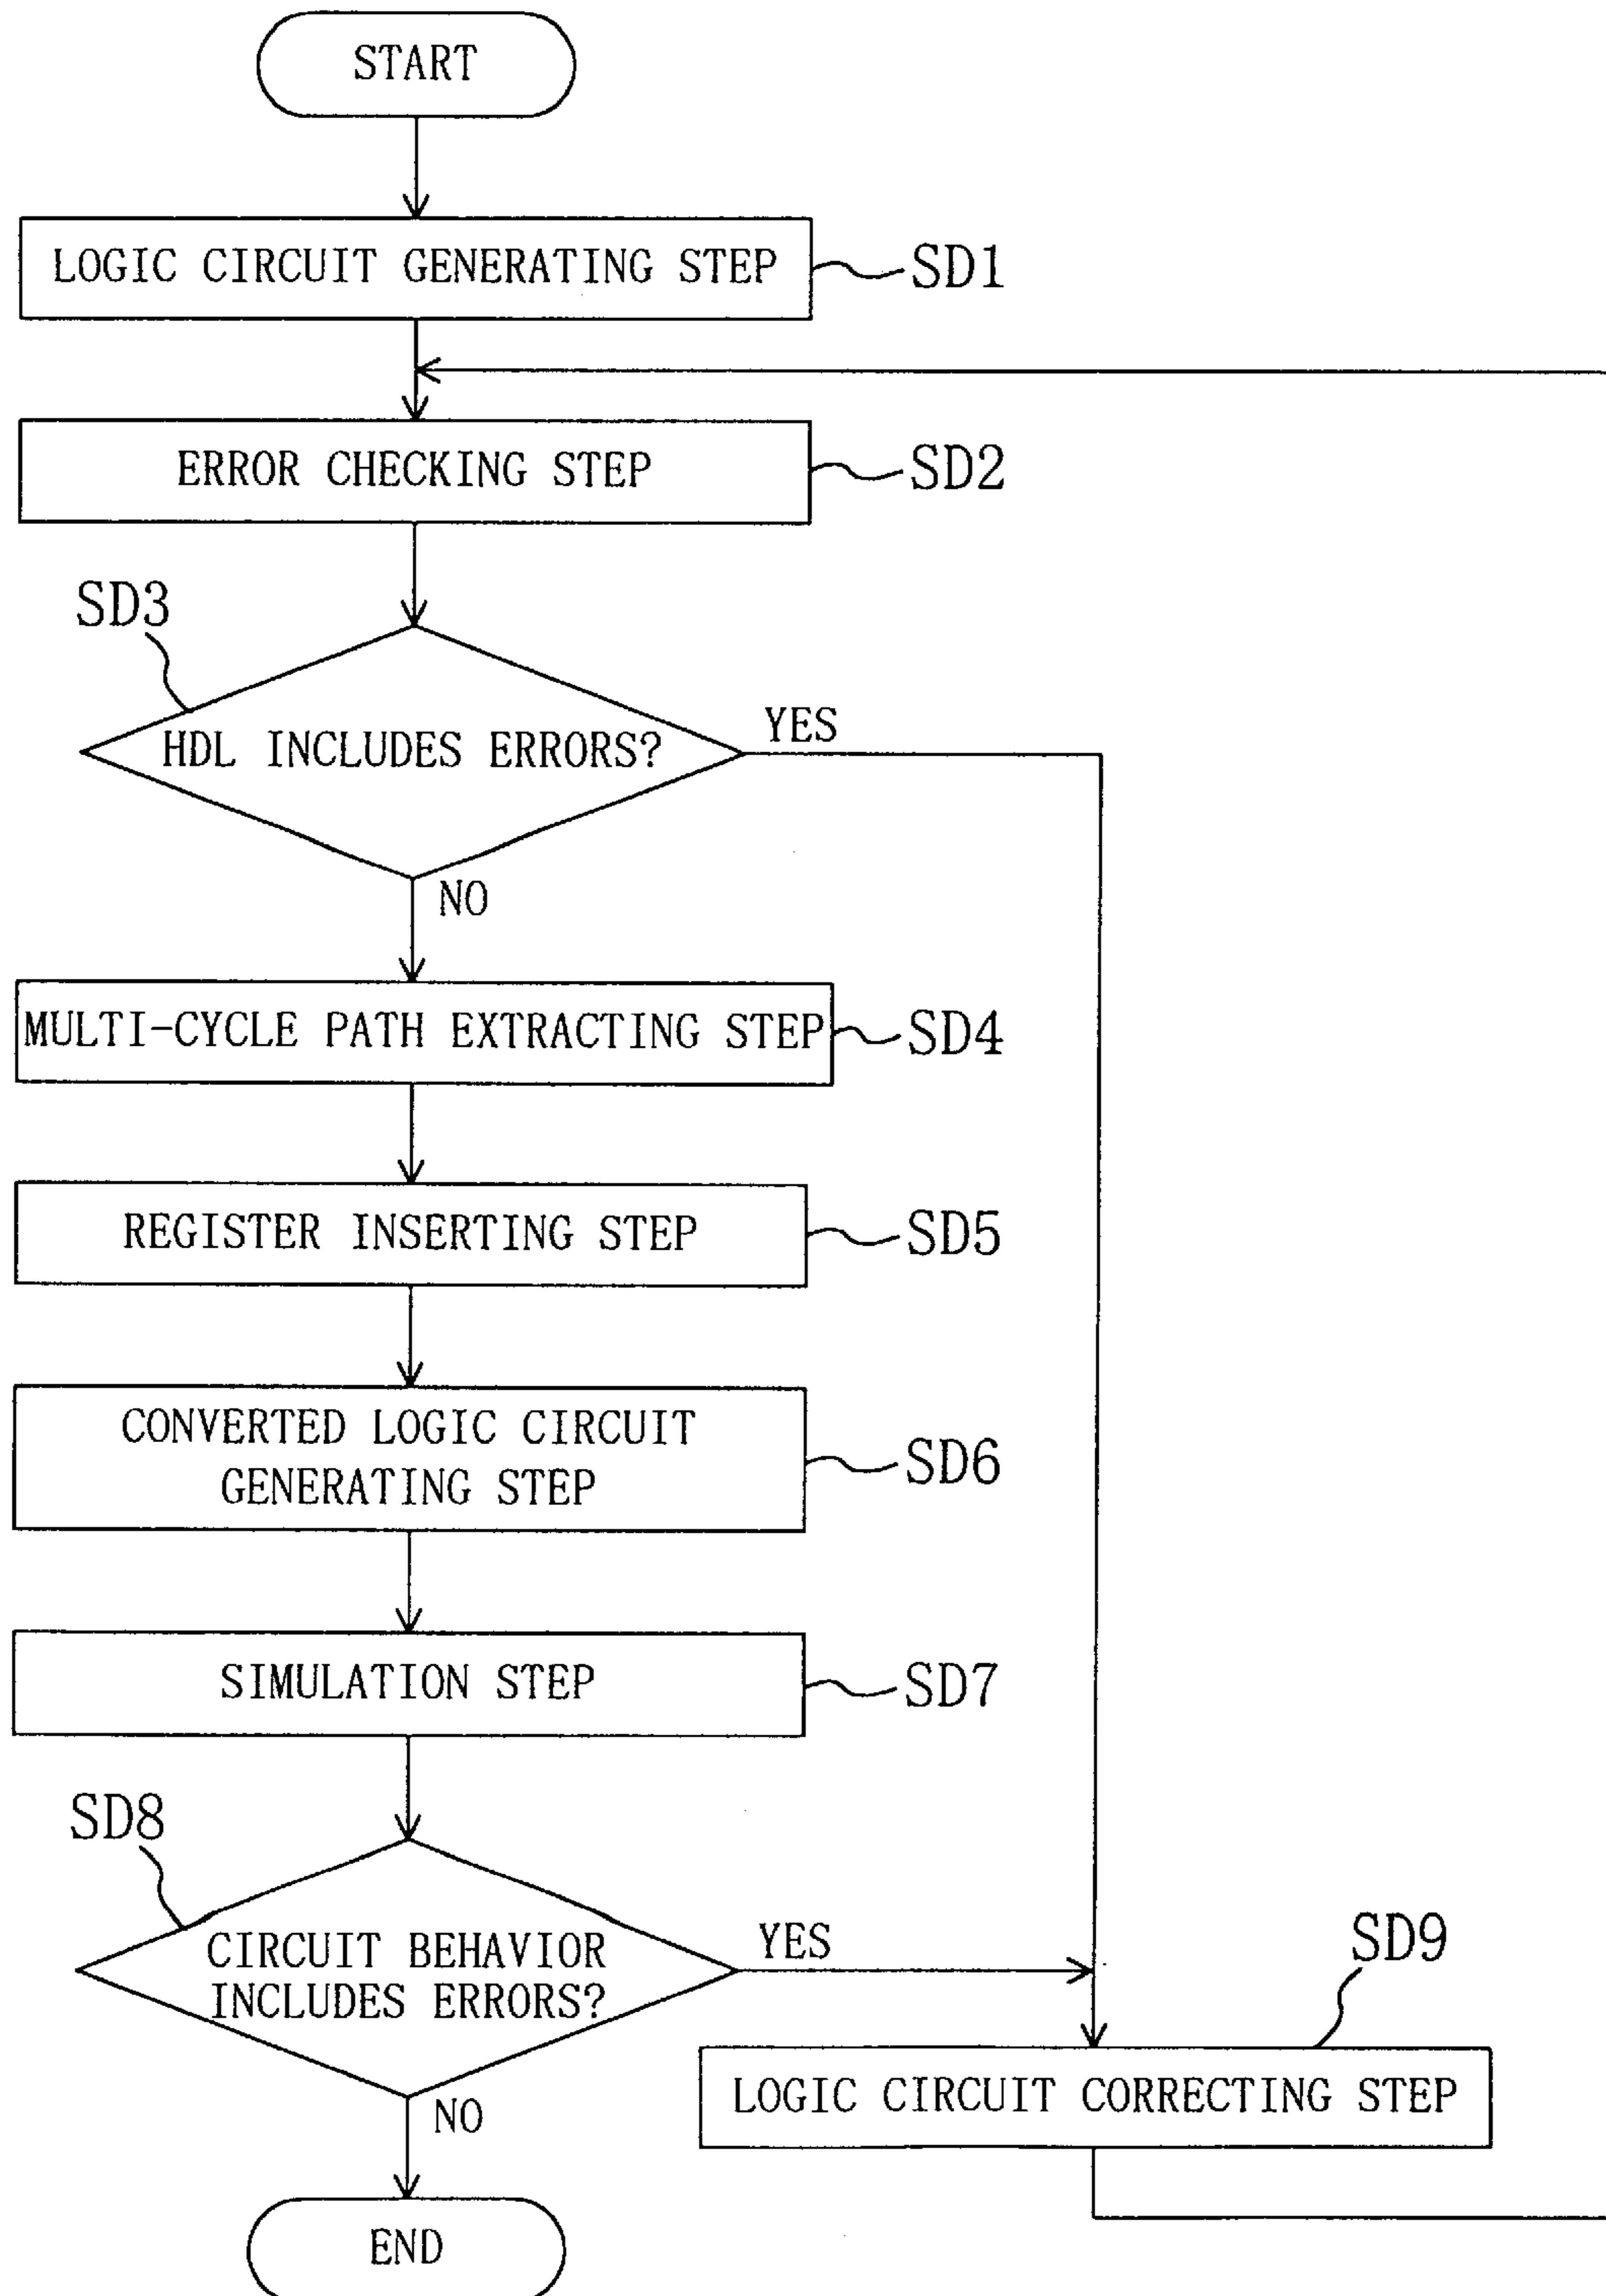 START
LOGIC CIRCUIT GENERATING STEP
SD1
ERROR CHECKING STEP
SD2
SD3
HDL INCLUDES ERRORS?
YES
NO
MULTI-CYCLE PATH EXTRACTING STEP
SD4
REGISTER INSERTING STEP
SD5
CONVERTED LOGIC CIRCUIT
GENERATING STEP
SD6
SIMULATION STEP
SD7
SD8
CIRCUIT BEHAVIOR
INCLUDES ERRORS?
YES
NO
SD9
LOGIC CIRCUIT CORRECTING STEP
END